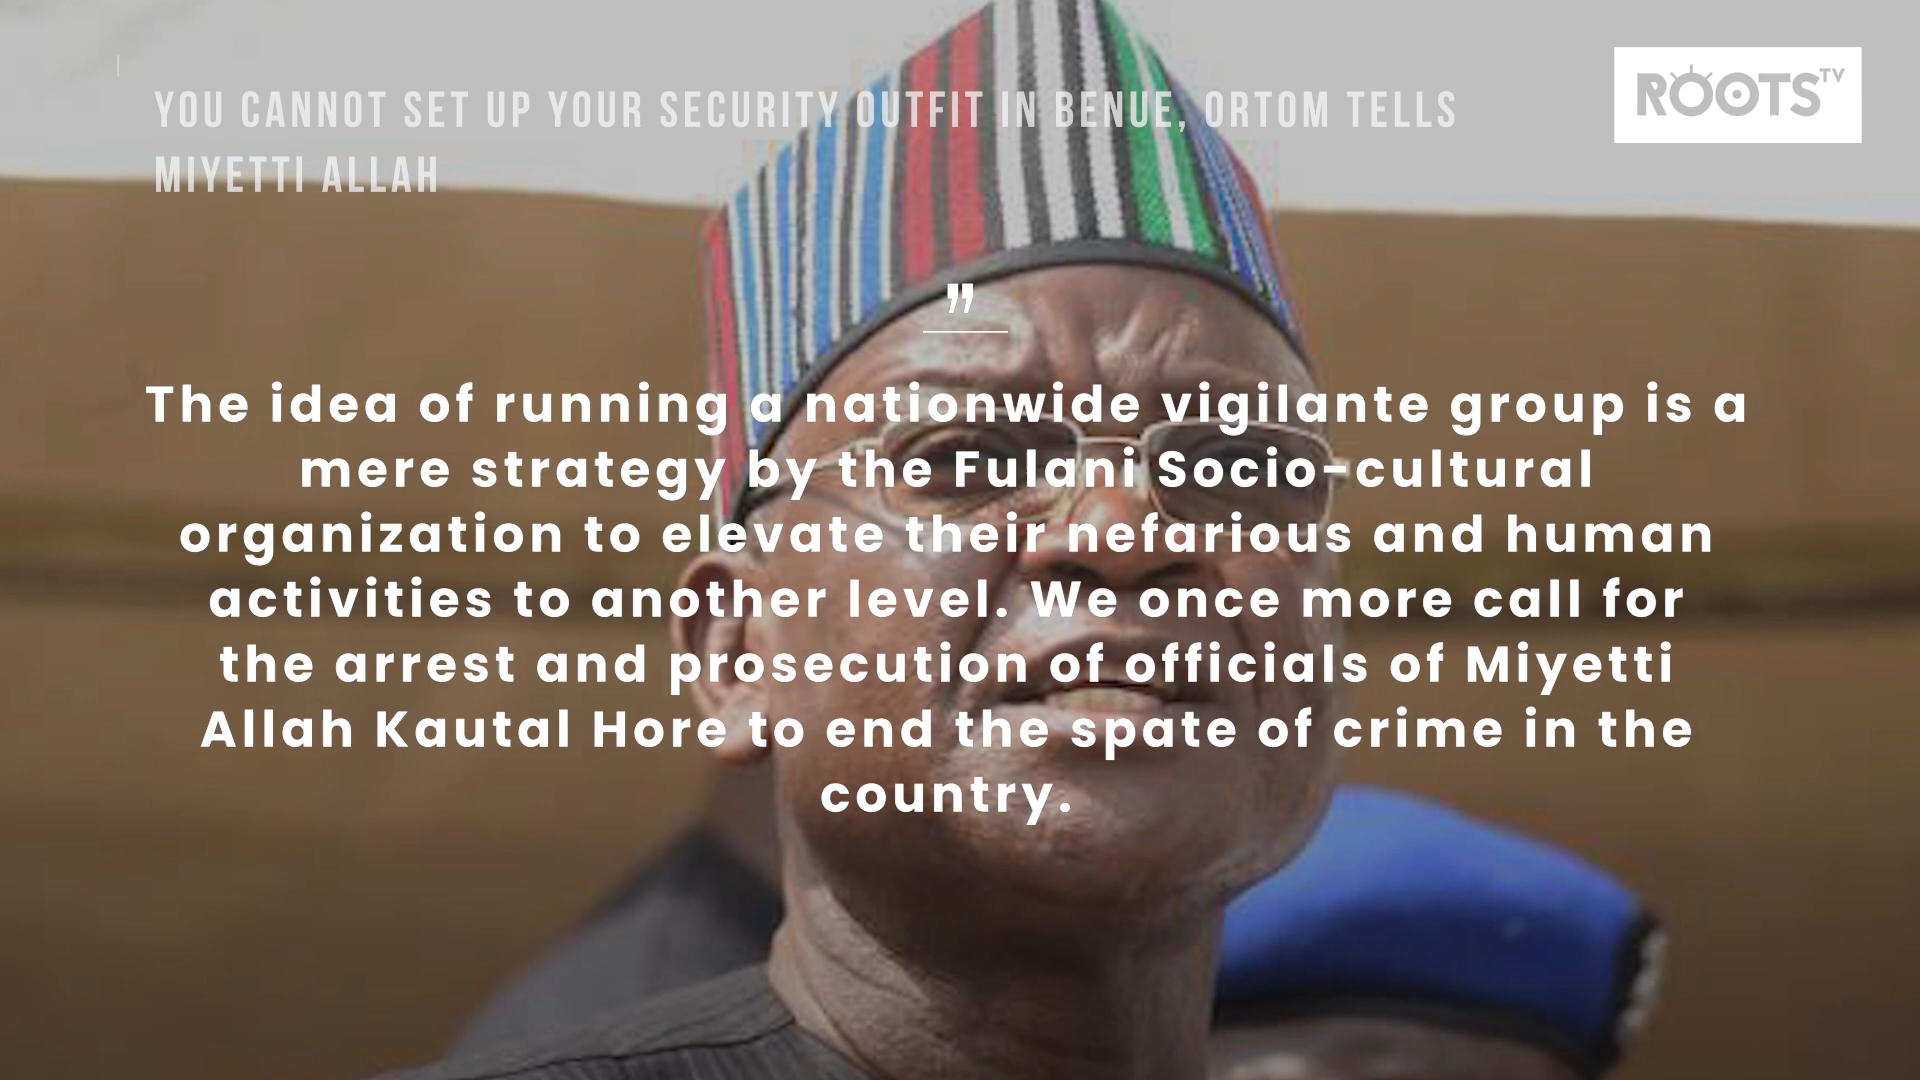 YOU CANNOT SET UP YOUR SECURITY OUTFIT IN BENUE, ORTOM TELLS
MIYETTI ALLAH
ROOTS TV
”
The idea of running a nationwide vigilante group is a
mere strategy by the Fulani Socio-cultural
organization to elevate their nefarious and human
activities to another level. We once more call for
the arrest and prosecution of officials of Miyetti
Allah Kautal Hore to end the spate of crime in the
country.